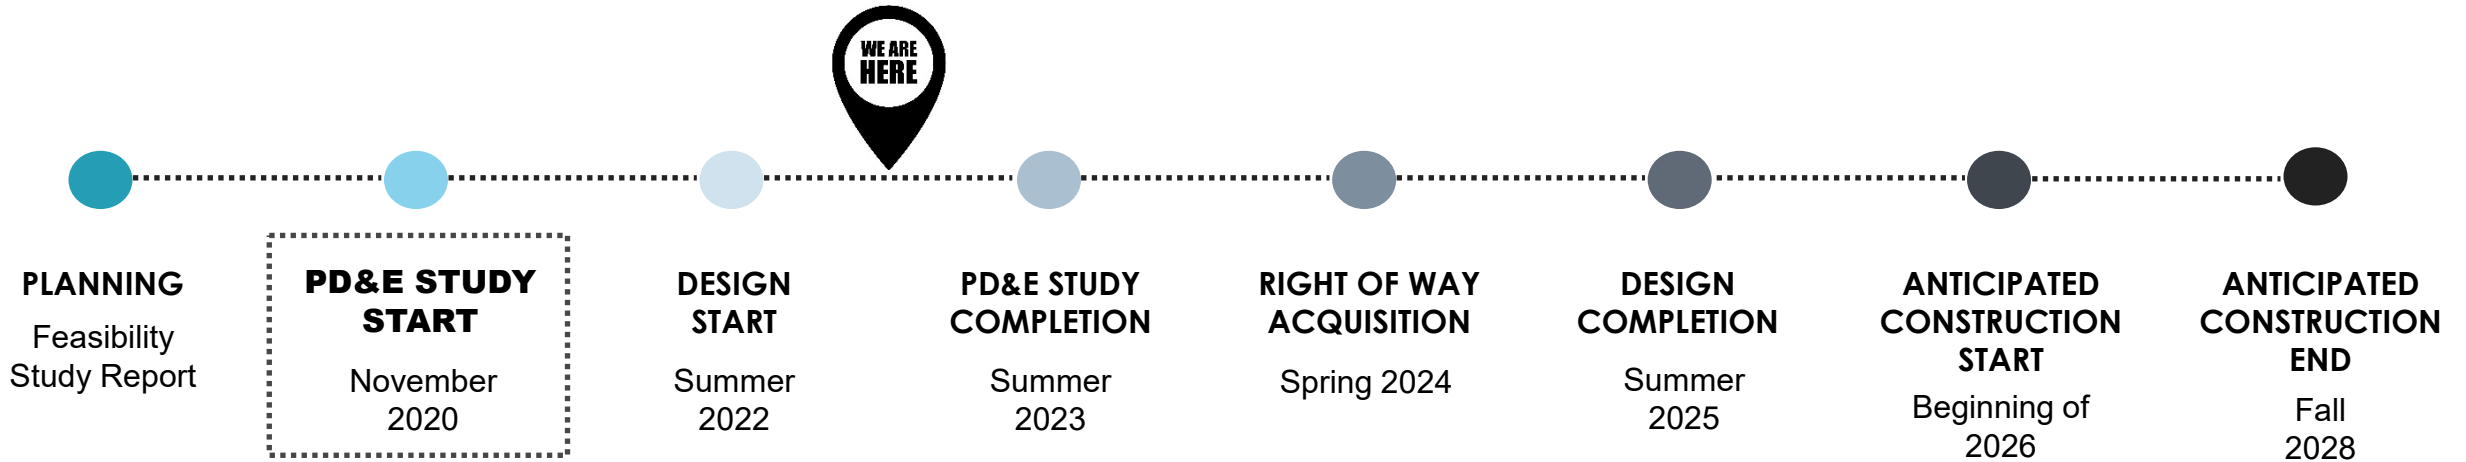 WE ARE
HERE
PLANNING
Feasibility
Study Report
PD&E STUDY
START
November
2020
DESIGN
START
Summer
2022
PD&E STUDY
COMPLETION
Summer
2023
RIGHT OF WAY
ACQUISITION
Spring 2024
DESIGN
COMPLETION
Summer
2025
ANTICIPATED
CONSTRUCTION
START
Beginning of
2026
ANTICIPATED
CONSTRUCTION
END
Fall
2028